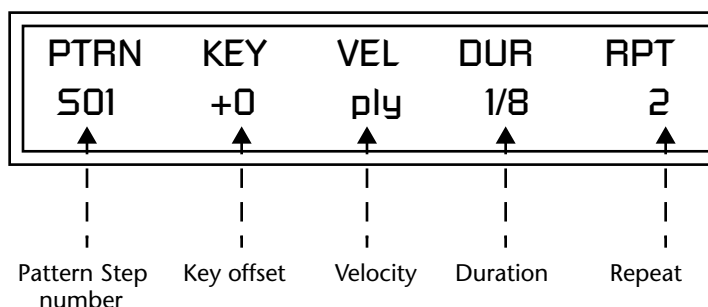 PTRN KEY VEL DUR RPT
S01 +0 ply 1/8 2
Pattern Step number Key offset Velocity Duration Repeat